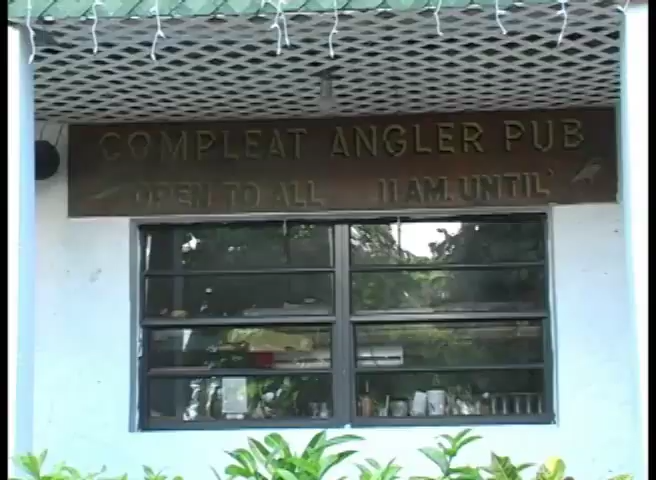 COMPLEAT ANGLER PUB
OPEN TO ALL 11 AM. UNTIL'